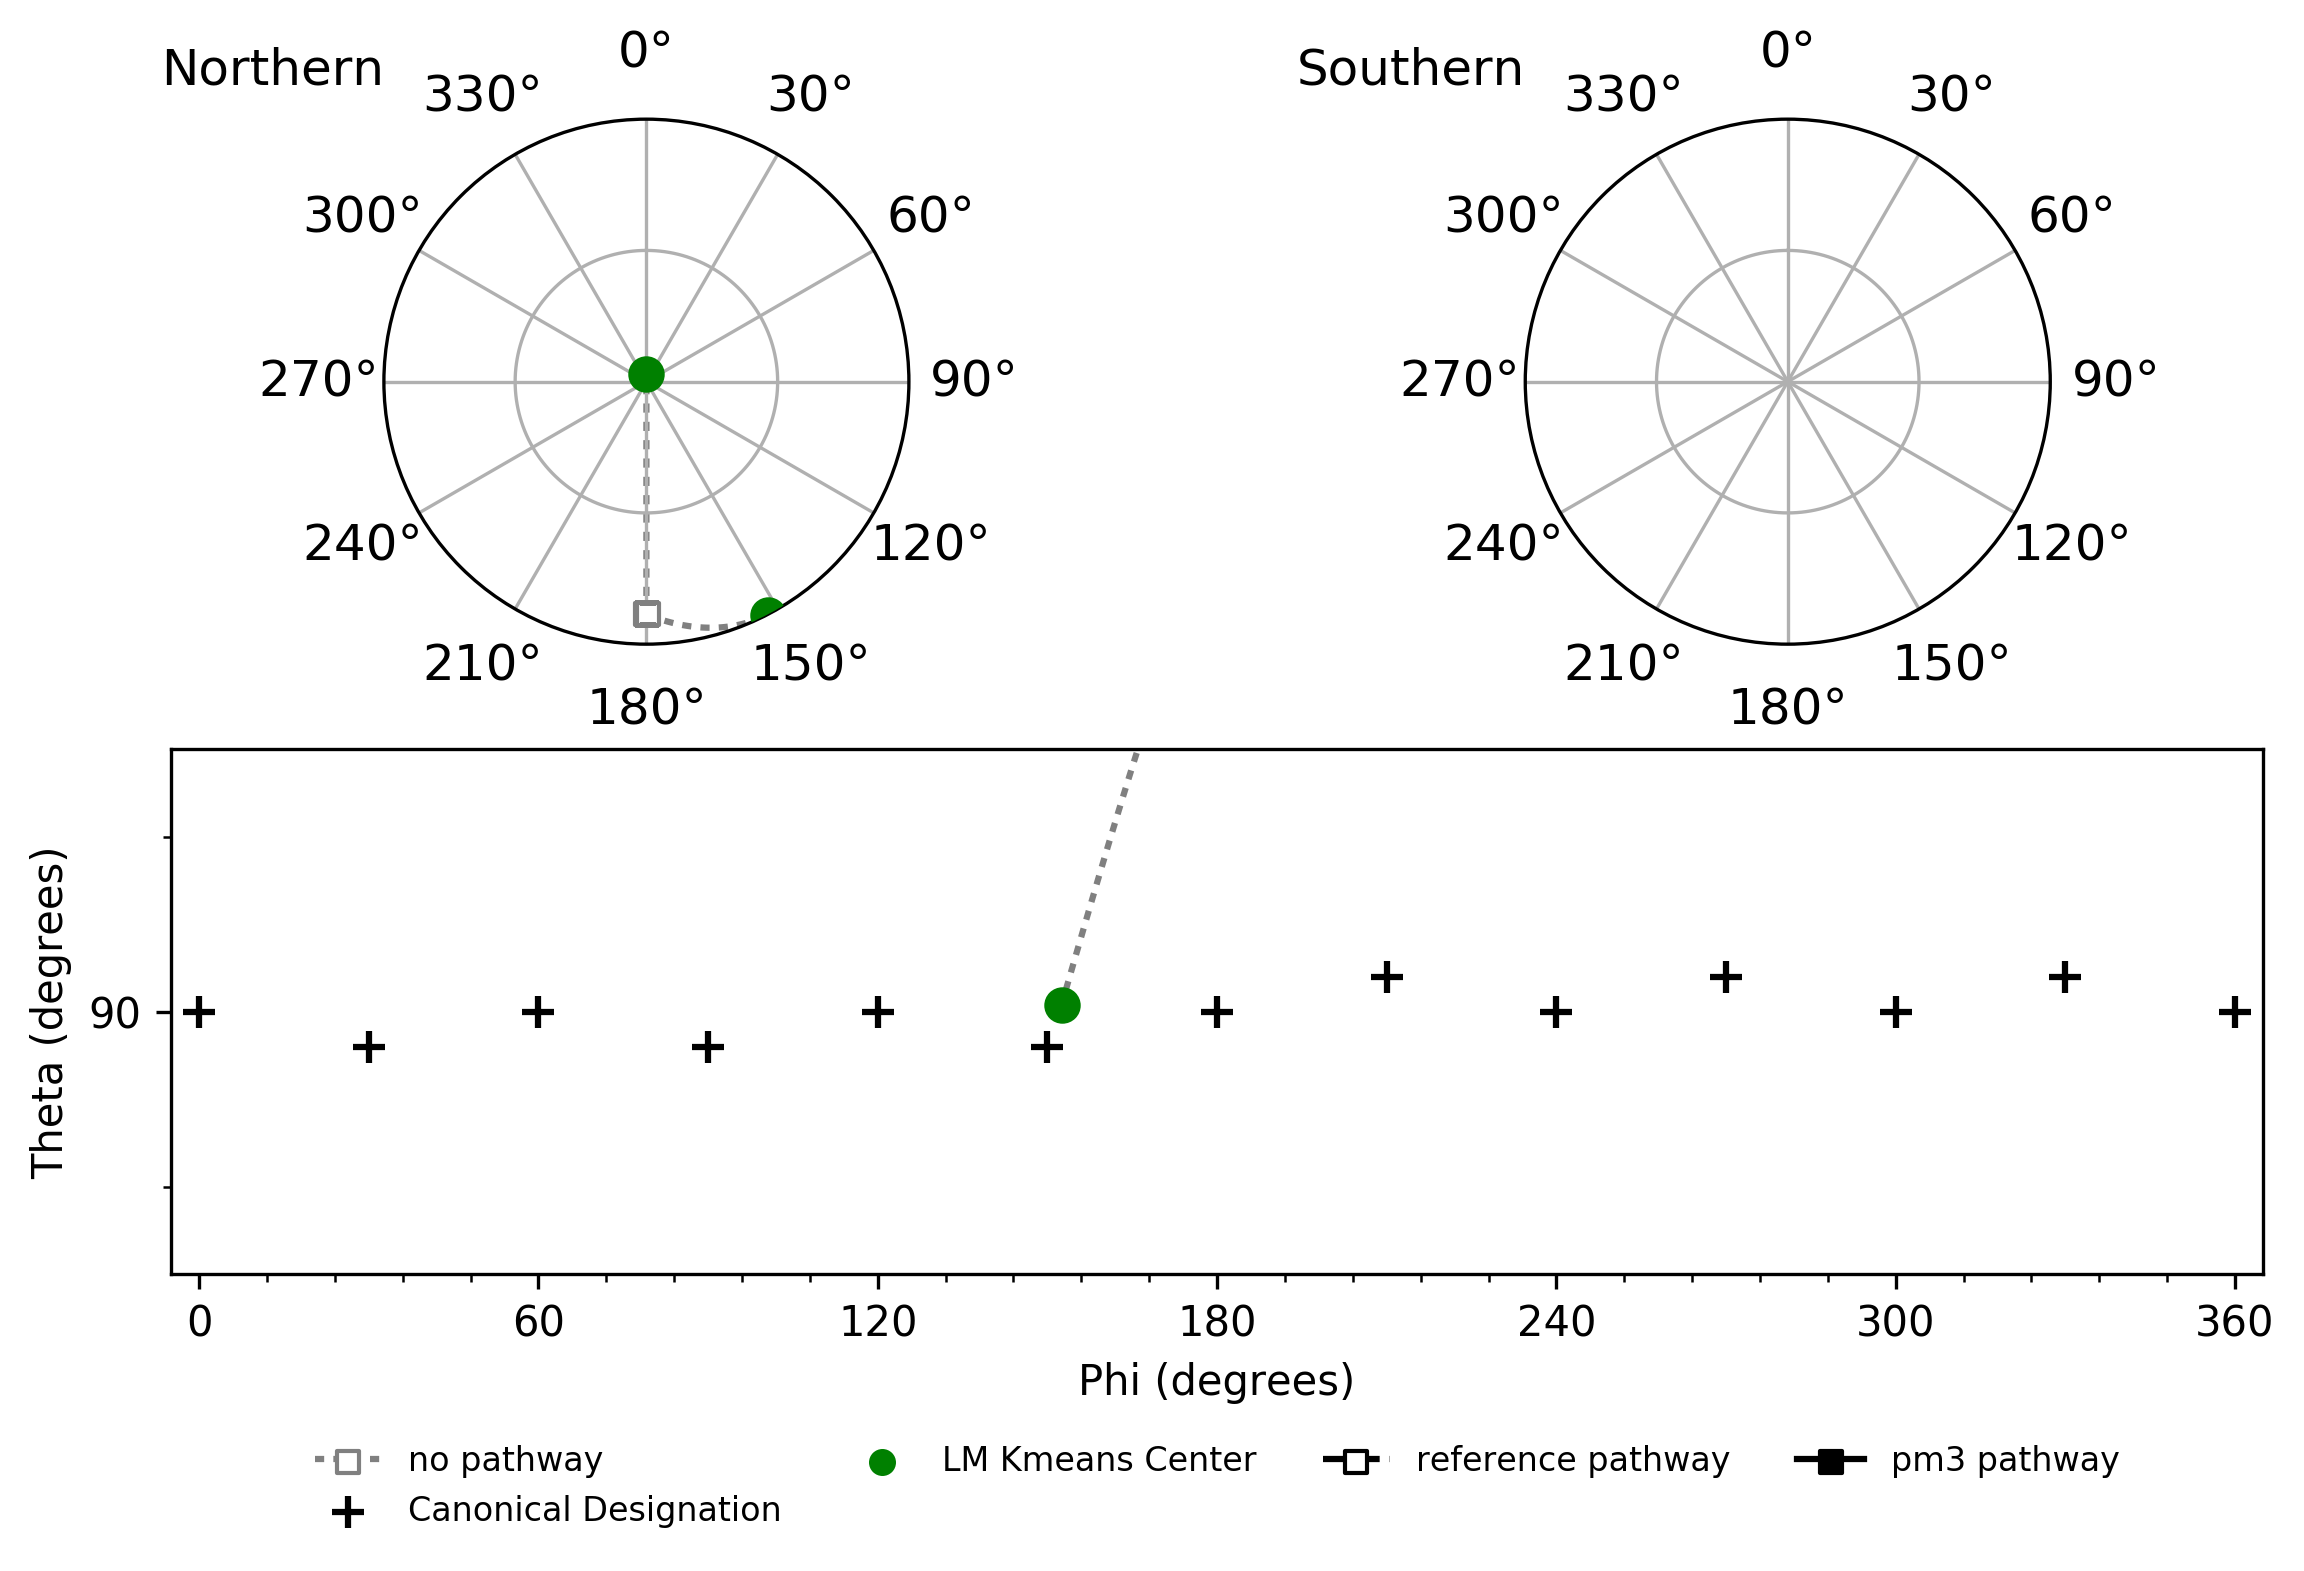 Northern
0°
330°
30°
300°
60°
270°
90°
240°
120°
210°
150°
180°
Southern
0°
330°
30°
300°
60°
270°
90°
240°
120°
210°
150°
180°
Theta (degrees)
90
0 60 120 180 240 300 360
Phi (degrees)
no pathway
Canonical Designation
LM Kmeans Center
reference pathway
pm3 pathway